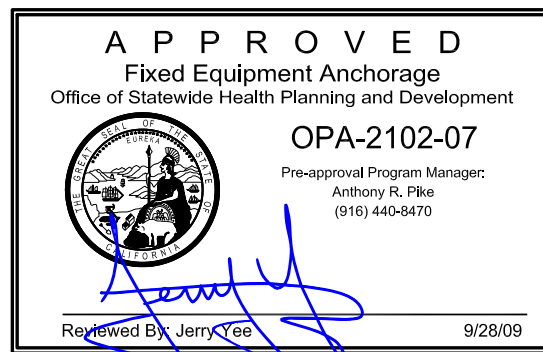 A P P R O V E D
Fixed Equipment Anchorage
Office of Statewide Health Planning and Development
THE GREAT SEAL OF THE STATE OF CALIFORNIA
EUREKA
OPA-2102-07
Pre-approval Program Manager:
Anthony R. Pike
(916) 440-8470
Reviewed By: Jerry Yee
9/28/09